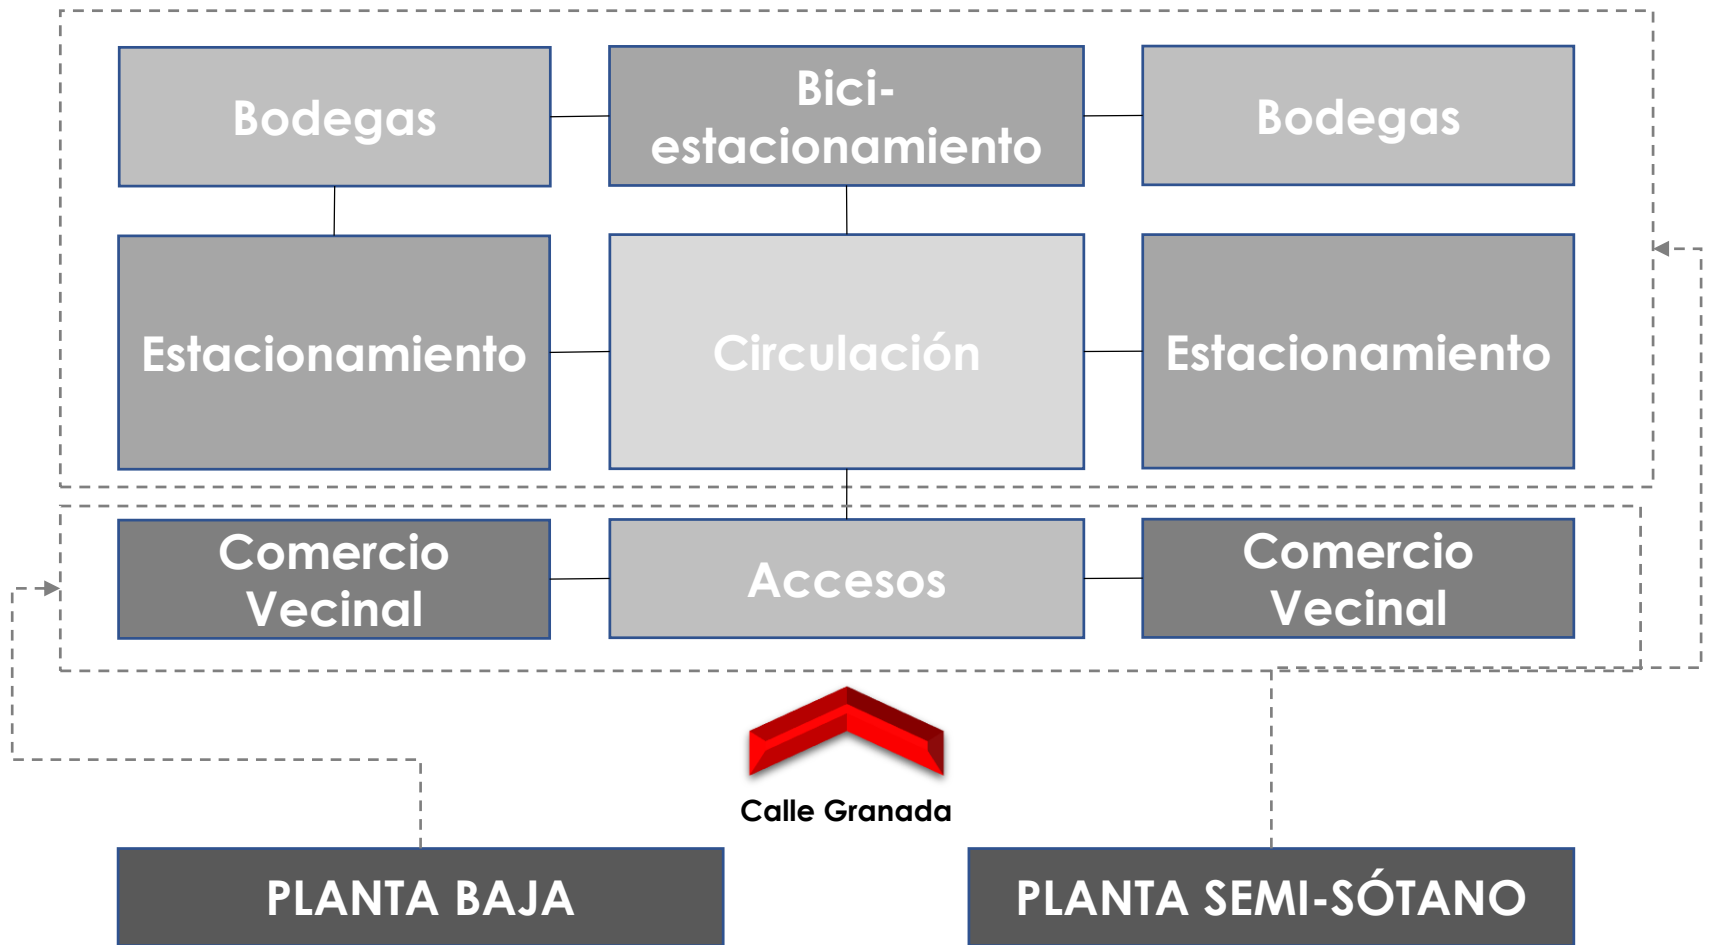 Bodegas
Bici-
estacionamiento
Bodegas
Estacionamiento
Circulación
Estacionamiento
Comercio
Vecinal
Accesos
Comercio
Vecinal
Calle Granada
PLANTA BAJA
PLANTA SEMI-SÓTANO